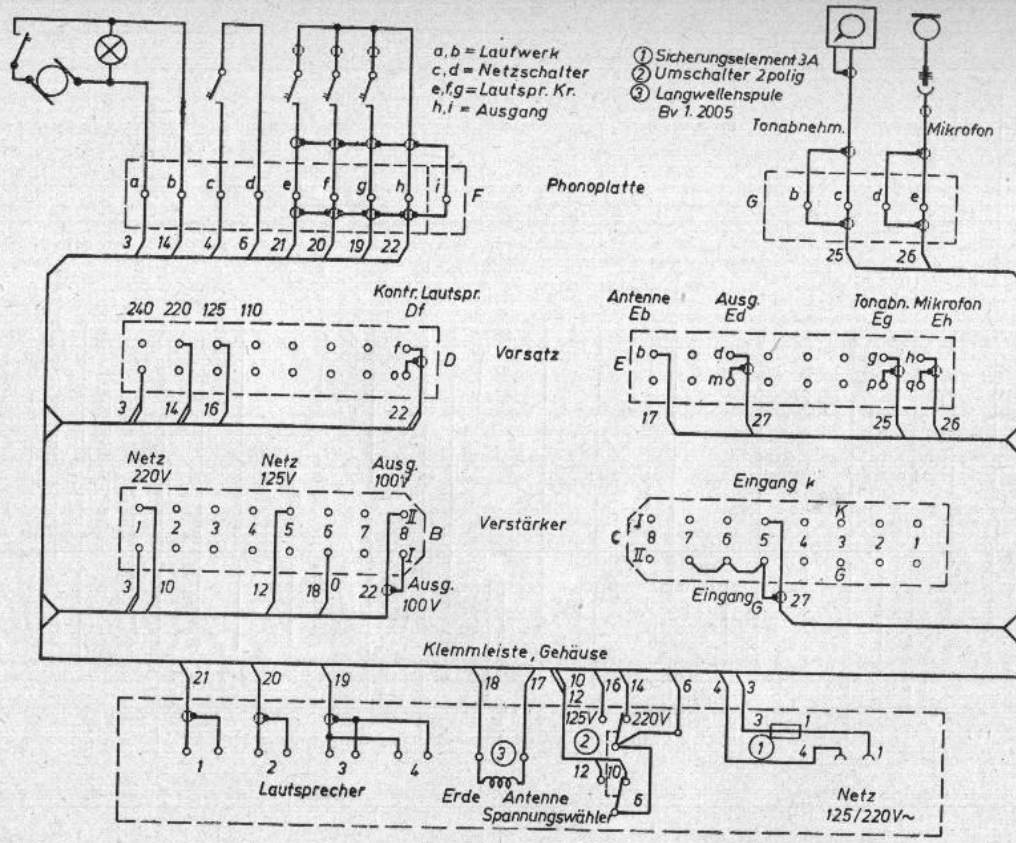 a,b = Laufwerk
c,d = Netzschalter
e,f,g = Lautspr. Kr.
h,i = Ausgang
① Sicherungselement 3A
② Umschalter 2polig
③ Langwellenspule
Bv 1. 2005
Tonabnehm.
Mikrofon
a b c d e f g h i F
Phonoplatte
G b c d e
3 14 4 6 21 20 19 22
25 26
Kontr. Lautspr.
Df
240 220 125 110
f D
o
Vorsatz
3 14 16 22
Antenne Ausg. Tonabn. Mikrofon
Eb Ed Eg Eh
E b d g h
m p q
17 27 25 26
Netz
220V
Netz
125V
Ausg.
100V
1 2 3 4 5 6 7 8 II B
I
3 10 12 18 0 22
Ausg.
100V
Verstärker
Eingang k
C I K
8 7 6 5 4 3 2 1
II G
Eingang G 27
Klemmleiste, Gehäuse
21 20 19 18 17 10 12 16 14 6 4 3
125V 220V
3 1
② ① 4 1
③
12 10
6
1 2 3 4
Lautsprecher
Erde Antenne
Spannungswähler
Netz
125/220V~